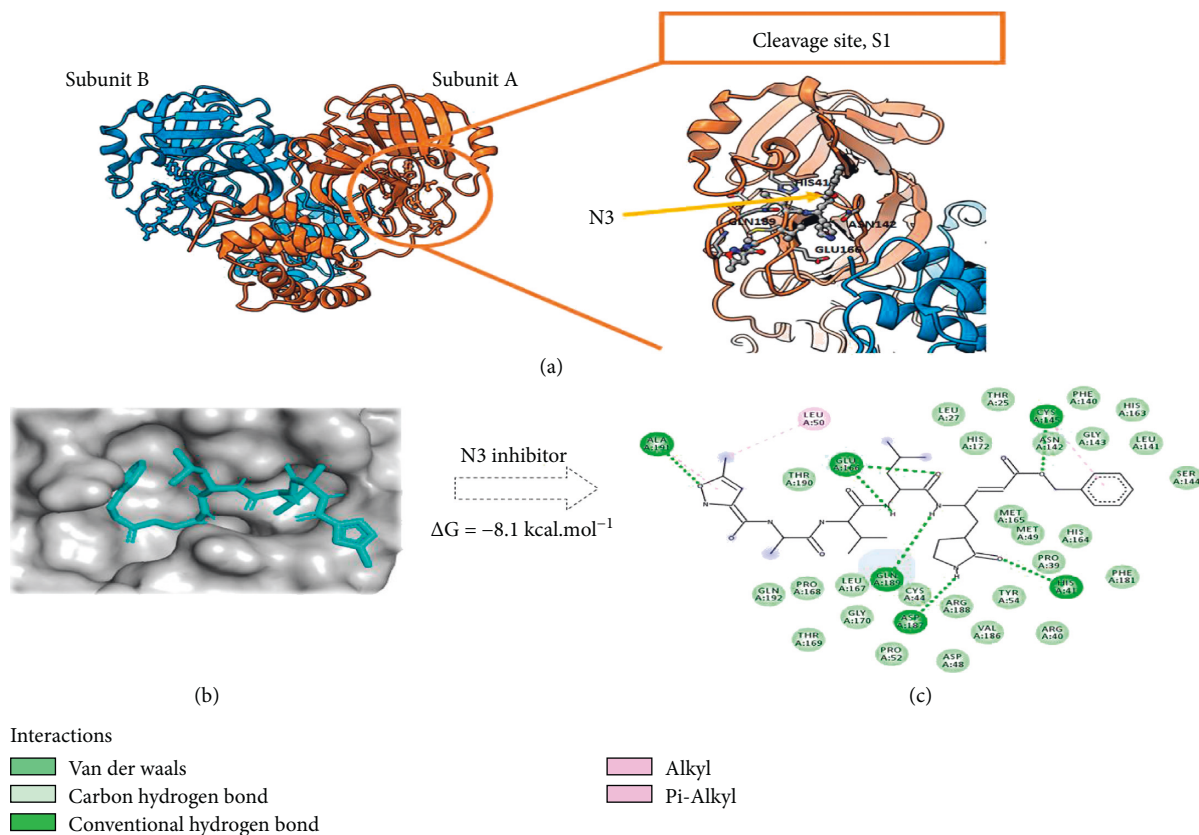 Cleavage site, S1
Subunit B
Subunit A
HIS41
N3
GLN189
ASN142
GLU166
(a)
N3 inhibitor
ΔG = −8.1 kcal.mol⁻¹
LEU
A:50
ALA
A:191
GLU
A:166
THR
A:190
LEU
A:27
THR
A:25
CYS
A:145
PHE
A:140
HIS
A:163
HIS
A:172
ASN
A:142
GLY
A:143
LEU
A:141
SER
A:144
MET
A:165
MET
A:49
HIS
A:164
PRO
A:39
HIS
A:41
PHE
A:181
GLN
A:192
PRO
A:168
LEU
A:167
GLN
A:189
CYS
A:44
ARG
A:188
TYR
A:54
GLY
A:170
ASP
A:187
VAL
A:186
ARG
A:40
THR
A:169
PRO
A:52
ASP
A:48
(b)
(c)
Interactions
Van der waals
Carbon hydrogen bond
Conventional hydrogen bond
Alkyl
Pi-Alkyl